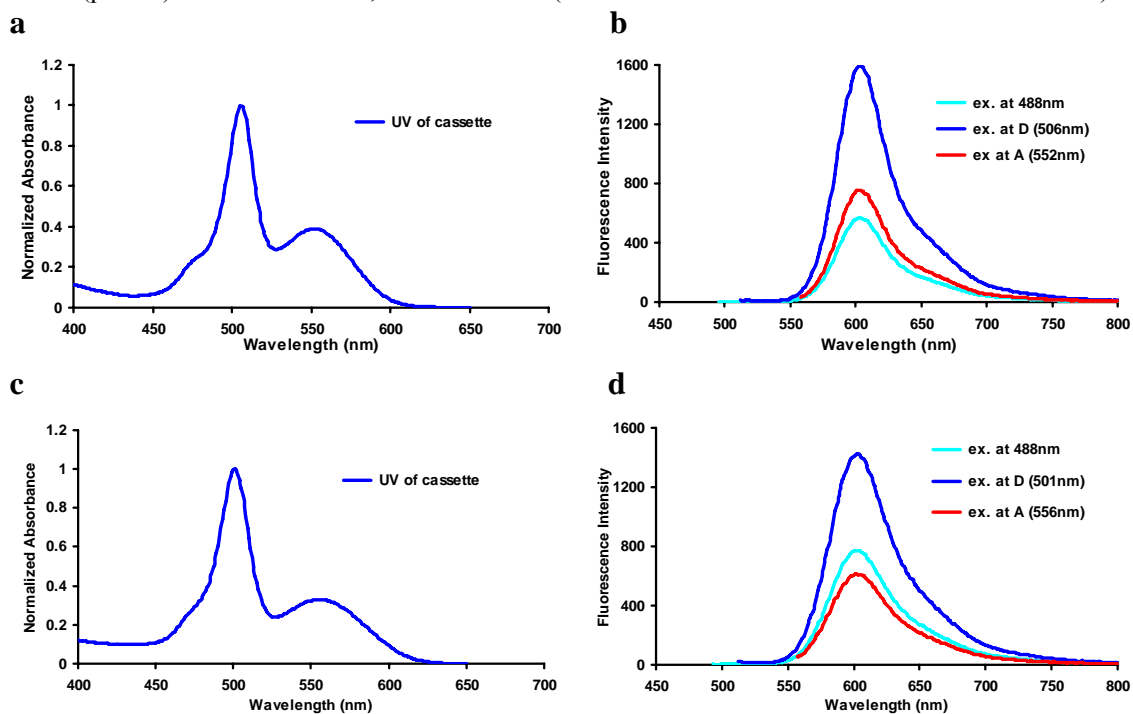 a
1.2
1
0.8
0.6
0.4
0.2
0
Normalized Absorbance
UV of cassette
400 450 500 550 600 650 700
Wavelength (nm)
b
1600
1200
800
400
0
Fluorescence Intensity
ex. at 488nm
ex. at D (506nm)
ex at A (552nm)
450 500 550 600 650 700 750 800
Wavelength (nm)
c
1.2
1
0.8
0.6
0.4
0.2
0
Normalized Absorbance
UV of cassette
400 450 500 550 600 650 700
Wavelength (nm)
d
1600
1200
800
400
0
Fluorescence Intensity
ex. at 488nm
ex. at D (501nm)
ex. at A (556nm)
450 500 550 600 650 700 750 800
Wavelength (nm)